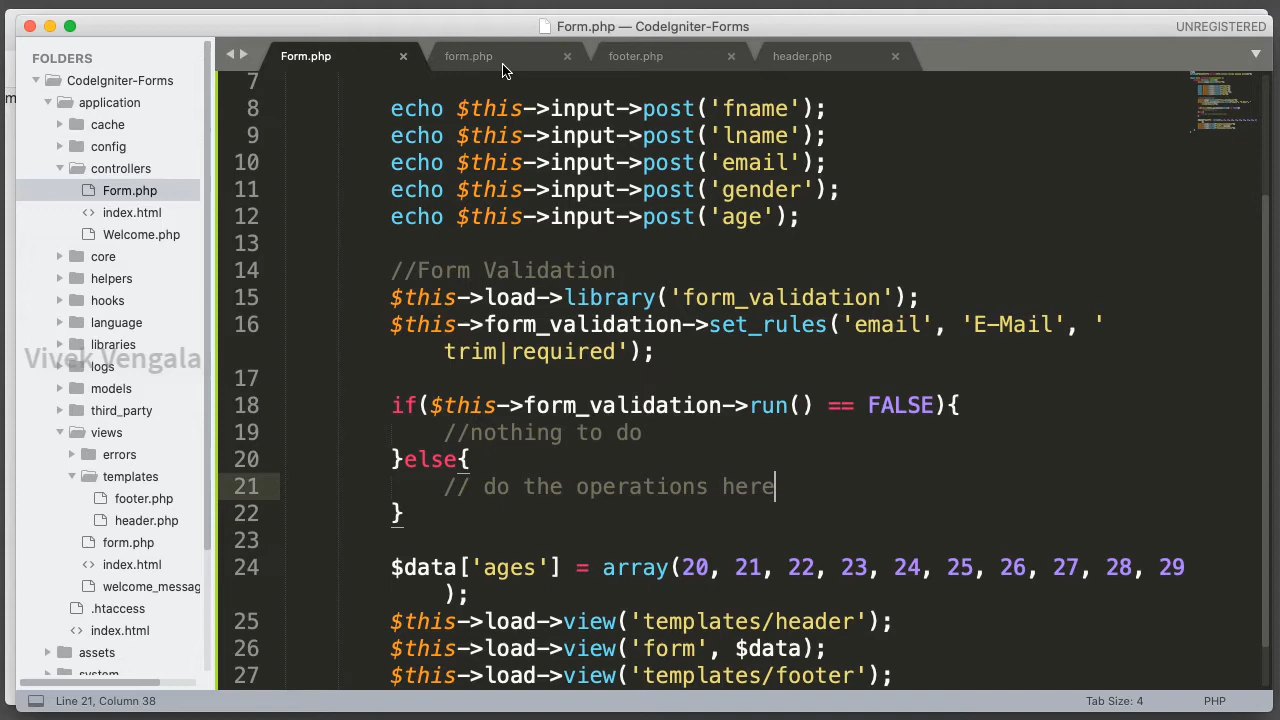 Form.php — CodeIgniter-Forms
UNREGISTERED
FOLDERS
CodeIgniter-Forms
application
cache
config
controllers
Form.php
index.html
Welcome.php
core
helpers
hooks
language
libraries
logs
models
third_party
views
errors
templates
footer.php
header.php
form.php
index.html
welcome_messag
.htaccess
index.html
assets
system
Vivek Vengala
Form.php
form.php
footer.php
header.php
7
8 echo $this->input->post('fname');
9 echo $this->input->post('lname');
10 echo $this->input->post('email');
11 echo $this->input->post('gender');
12 echo $this->input->post('age');
13
14 //Form Validation
15 $this->load->library('form_validation');
16 $this->form_validation->set_rules('email', 'E-Mail', '
trim|required');
17
18 if($this->form_validation->run() == FALSE){
19 //nothing to do
20 }else{
21 // do the operations here
22 }
23
24 $data['ages'] = array(20, 21, 22, 23, 24, 25, 26, 27, 28, 29
);
25 $this->load->view('templates/header');
26 $this->load->view('form', $data);
27 $this->load->view('templates/footer');
Line 21, Column 38
Tab Size: 4
PHP